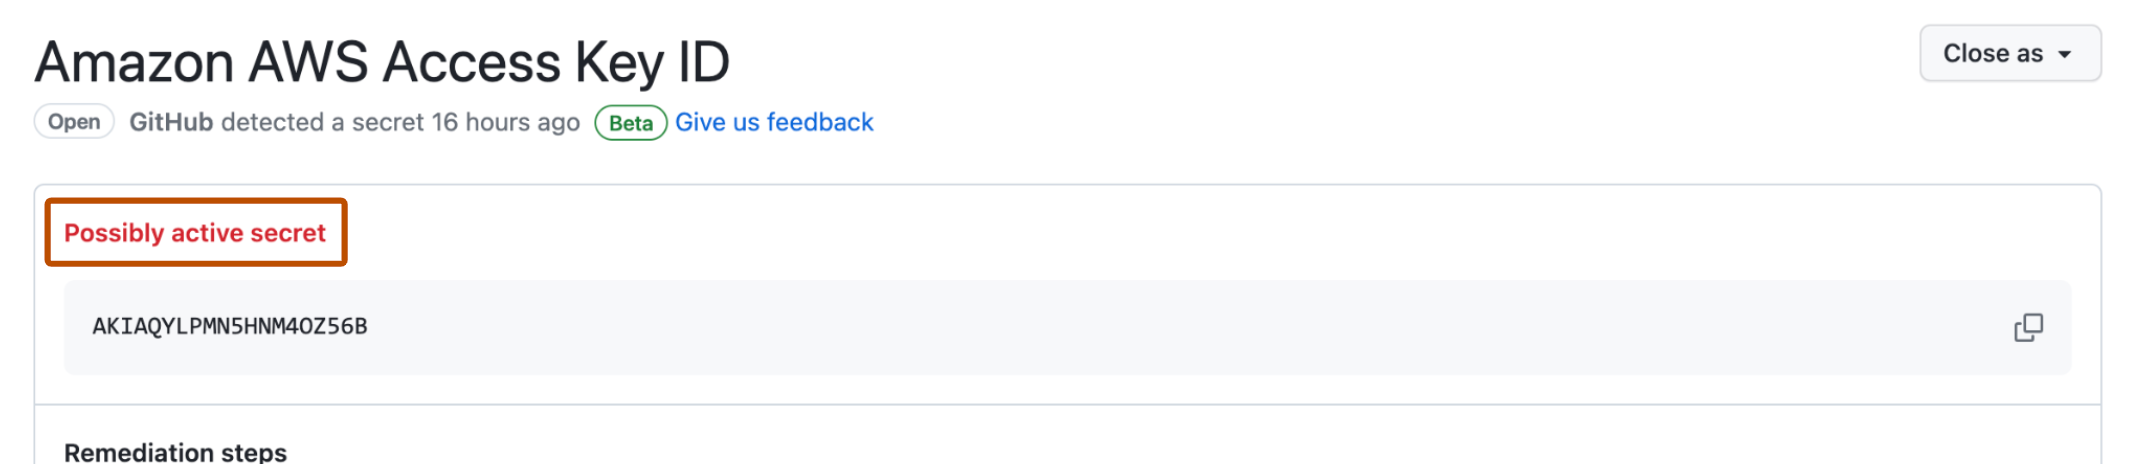 Amazon AWS Access Key ID
Close as
Open GitHub detected a secret 16 hours ago Beta Give us feedback
Possibly active secret
AKIAQYLPMN5HNM4OZ56B
Remediation steps